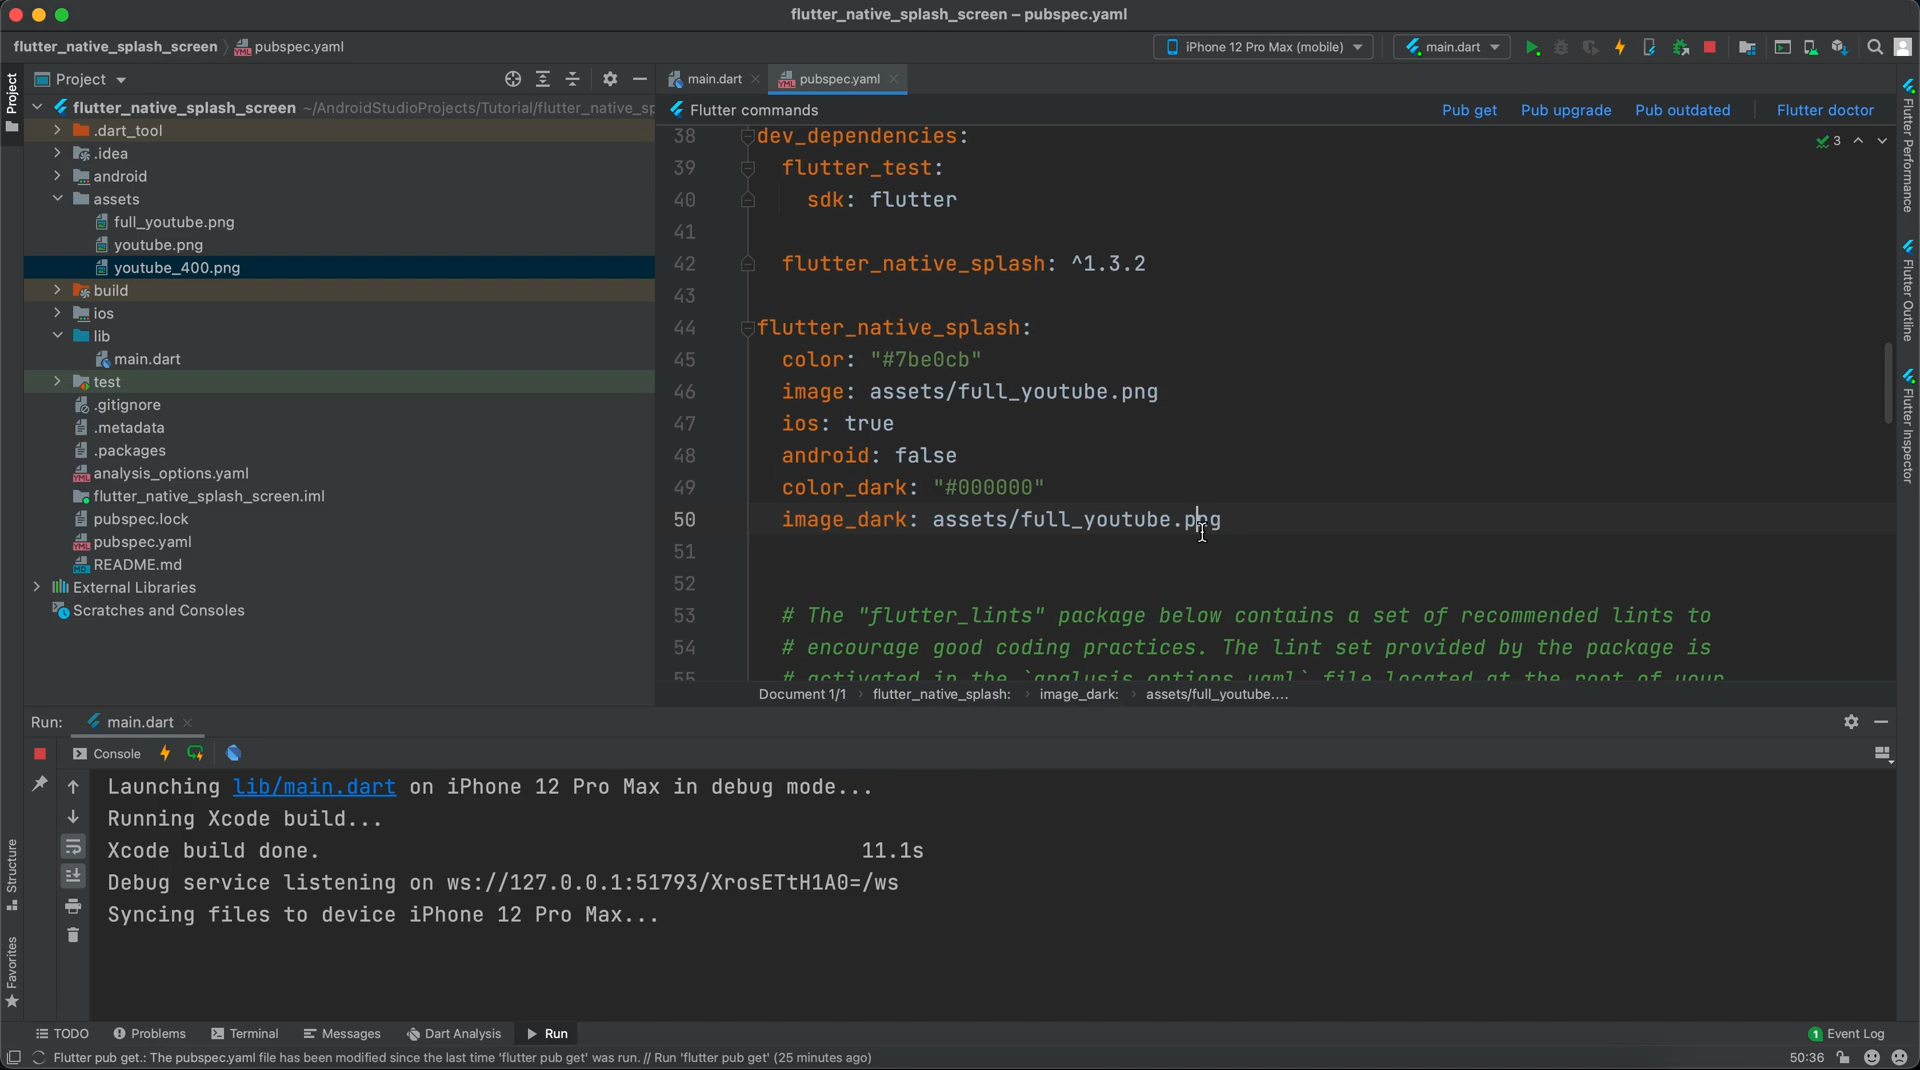 flutter_native_splash_screen – pubspec.yaml
flutter_native_splash_screen
pubspec.yaml
iPhone 12 Pro Max (mobile)
main.dart
Project
Project
main.dart
pubspec.yaml
flutter_native_splash_screen ~/AndroidStudioProjects/Tutorial/flutter_native_sp
.dart_tool
.idea
android
assets
full_youtube.png
youtube.png
youtube_400.png
build
ios
lib
main.dart
test
.gitignore
.metadata
.packages
analysis_options.yaml
flutter_native_splash_screen.iml
pubspec.lock
pubspec.yaml
README.md
External Libraries
Scratches and Consoles
Flutter commands
Pub get
Pub upgrade
Pub outdated
Flutter doctor
3
38 dev_dependencies:
39 flutter_test:
40 sdk: flutter
41
42 flutter_native_splash: ^1.3.2
43
44 flutter_native_splash:
45 color: "#7be0cb"
46 image: assets/full_youtube.png
47 ios: true
48 android: false
49 color_dark: "#000000"
50 image_dark: assets/full_youtube.png
51
52
53 # The "flutter_lints" package below contains a set of recommended lints to
54 # encourage good coding practices. The lint set provided by the package is
55 # activated in the `analysis_options.yaml` file located at the root of your
Document 1/1
flutter_native_splash:
image_dark:
assets/full_youtube....
Flutter Performance
Flutter Outline
Flutter Inspector
Run:
main.dart
Console
Launching lib/main.dart on iPhone 12 Pro Max in debug mode...
Running Xcode build...
Xcode build done. 11.1s
Debug service listening on ws://127.0.0.1:51793/XrosETtH1A0=/ws
Syncing files to device iPhone 12 Pro Max...
Structure
Favorites
TODO
Problems
Terminal
Messages
Dart Analysis
Run
1 Event Log
Flutter pub get.: The pubspec.yaml file has been modified since the last time 'flutter pub get' was run. // Run 'flutter pub get' (25 minutes ago)
50:36